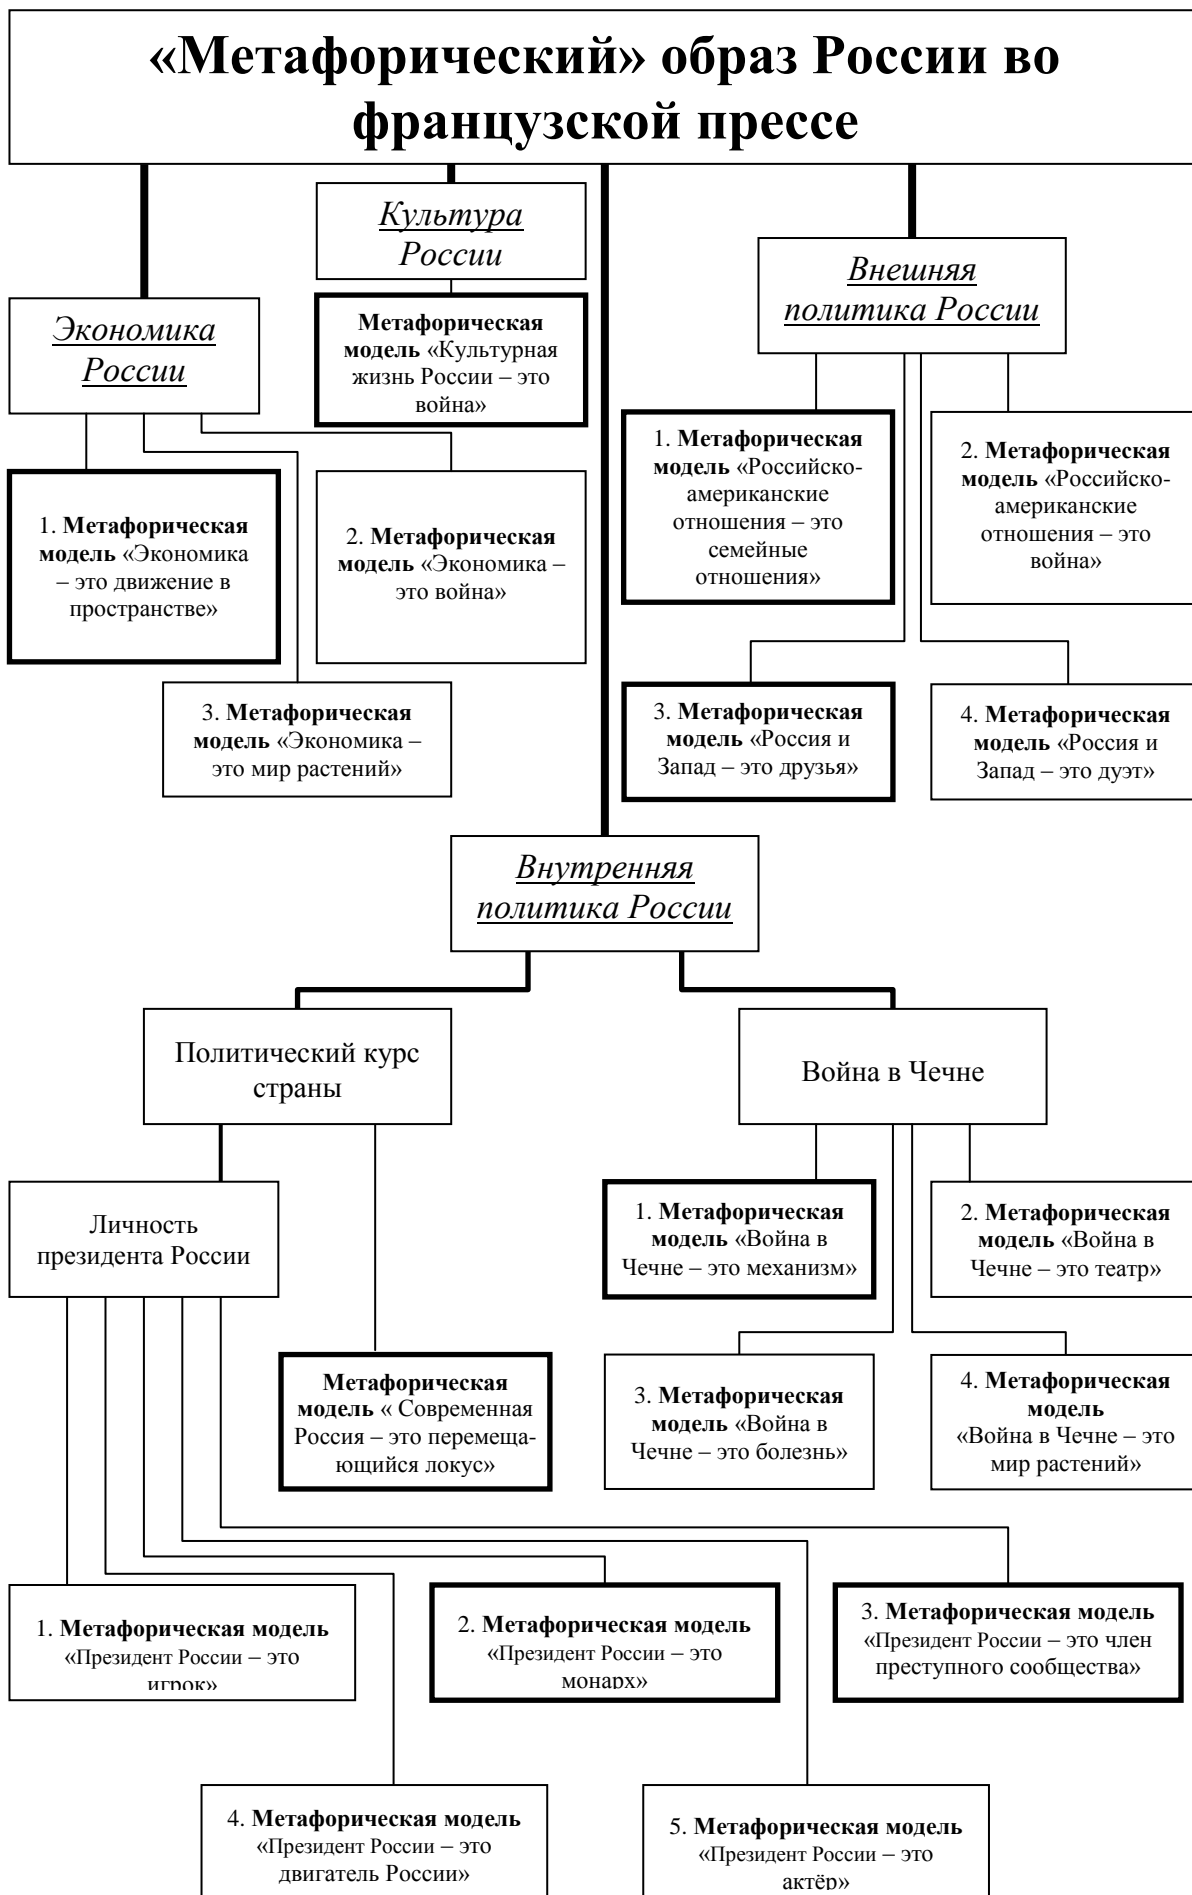 «Метафорический» образ России во
французской прессе
Культура
России
Внешняя
политика России
Экономика
России
Метафорическая
модель «Культурная
жизнь России – это
война»
1. Метафорическая
модель «Российско-
американские
отношения – это
семейные
отношения»
2. Метафорическая
модель «Российско-
американские
отношения – это
война»
1. Метафорическая
модель «Экономика
– это движение в
пространстве»
2. Метафорическая
модель «Экономика –
это война»
3. Метафорическая
модель «Экономика –
это мир растений»
3. Метафорическая
модель «Россия и
Запад – это друзья»
4. Метафорическая
модель «Россия и
Запад – это дуэт»
Внутренняя
политика России
Политический курс
страны
Война в Чечне
Личность
президента России
1. Метафорическая
модель «Война в
Чечне – это механизм»
2. Метафорическая
модель «Война в
Чечне – это театр»
Метафорическая
модель « Современная
Россия – это перемеща-
ющийся локус»
3. Метафорическая
модель «Война в
Чечне – это болезнь»
4. Метафорическая
модель
«Война в Чечне – это
мир растений»
1. Метафорическая модель
«Президент России – это
игрок»
2. Метафорическая модель
«Президент России – это
монарх»
3. Метафорическая модель
«Президент России – это член
преступного сообщества»
4. Метафорическая модель
«Президент России – это
двигатель России»
5. Метафорическая модель
«Президент России – это
актёр»